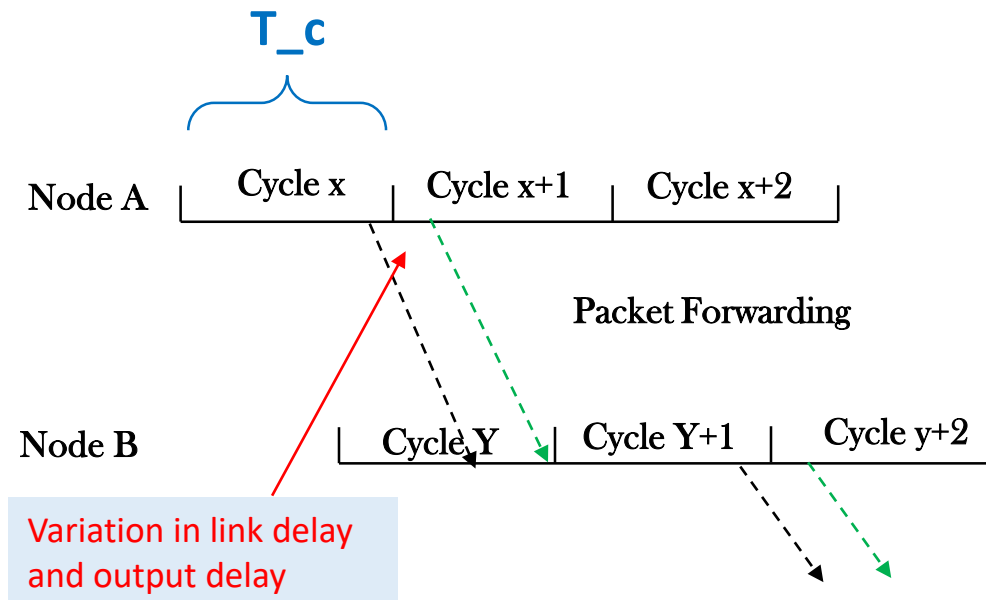 T_c
Node A
Cycle x
Cycle x+1
Cycle x+2
Packet Forwarding
Node B
Cycle Y
Cycle Y+1
Cycle y+2
Variation in link delay
and output delay